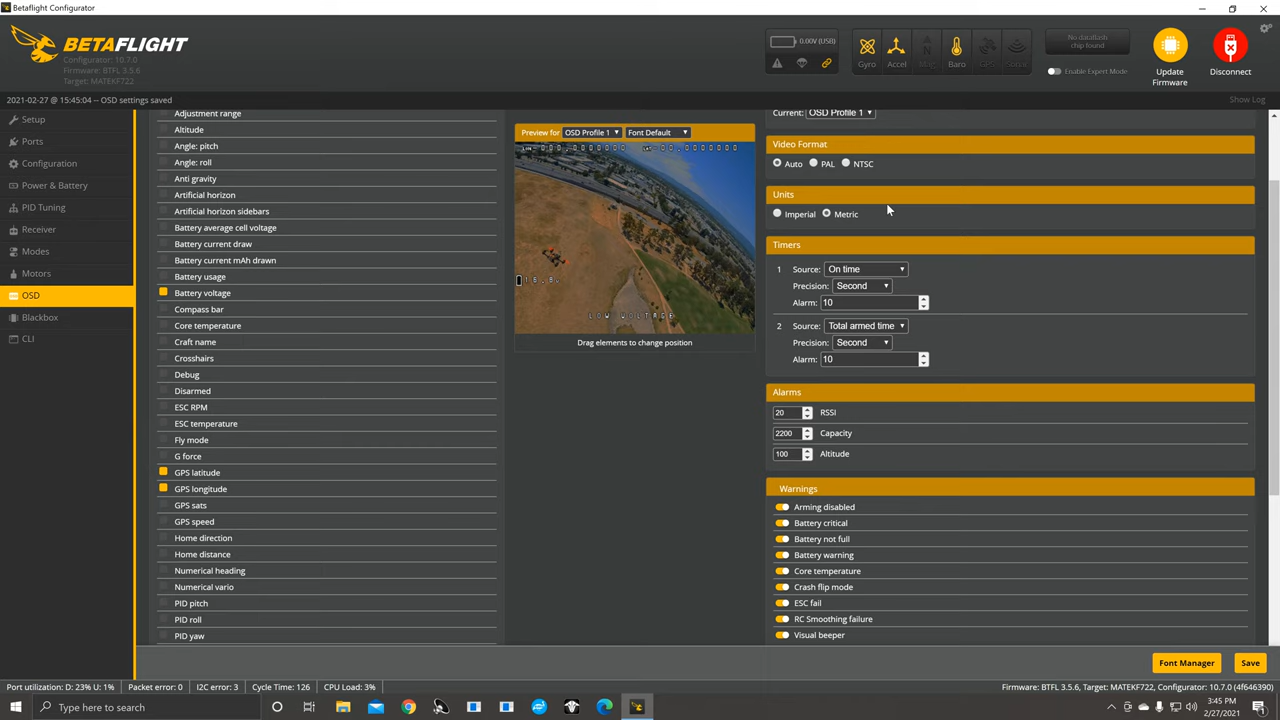 Betaflight Configurator
BETAFLIGHT
Configurator: 10.7.0
Firmware: BTFL 3.5.6
Target: MATEKF722
0.00V (USB)
Gyro
Accel
Mag
Baro
GPS
Sonar
No dataflash
chip found
Enable Expert Mode
Update
Firmware
Disconnect
2021-02-27 @ 15:45:04 -- OSD settings saved
Show Log
Setup
Ports
Configuration
Power & Battery
PID Tuning
Receiver
Modes
Motors
OSD
Blackbox
CLI
Adjustment range
Altitude
Angle: pitch
Angle: roll
Anti gravity
Artificial horizon
Artificial horizon sidebars
Battery average cell voltage
Battery current draw
Battery current mAh drawn
Battery usage
Battery voltage
Compass bar
Core temperature
Craft name
Crosshairs
Debug
Disarmed
ESC RPM
ESC temperature
Fly mode
G force
GPS latitude
GPS longitude
GPS sats
GPS speed
Home direction
Home distance
Numerical heading
Numerical vario
PID pitch
PID roll
PID yaw
Preview for OSD Profile 1 Font Default
LOW VOLTAGE
Drag elements to change position
Current: OSD Profile 1
Video Format
Auto PAL NTSC
Units
Imperial Metric
Timers
1 Source: On time
Precision: Second
Alarm: 10
2 Source: Total armed time
Precision: Second
Alarm: 10
Alarms
20 RSSI
2200 Capacity
100 Altitude
Warnings
Arming disabled
Battery critical
Battery not full
Battery warning
Core temperature
Crash flip mode
ESC fail
RC Smoothing failure
Visual beeper
Font Manager
Save
Port utilization: D: 23% U: 1% Packet error: 0 I2C error: 3 Cycle Time: 126 CPU Load: 3%
Firmware: BTFL 3.5.6, Target: MATEKF722, Configurator: 10.7.0 (4f646390)
Type here to search
3:45 PM
2/27/2021